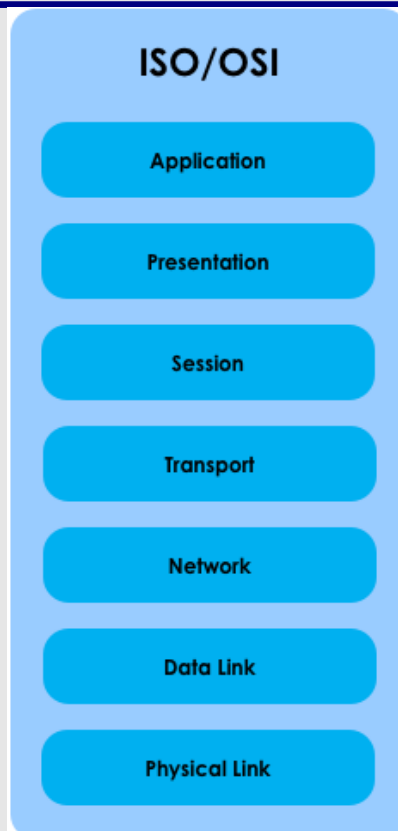 ISO/OSI
Application
Presentation
Session
Transport
Network
Data Link
Physical Link